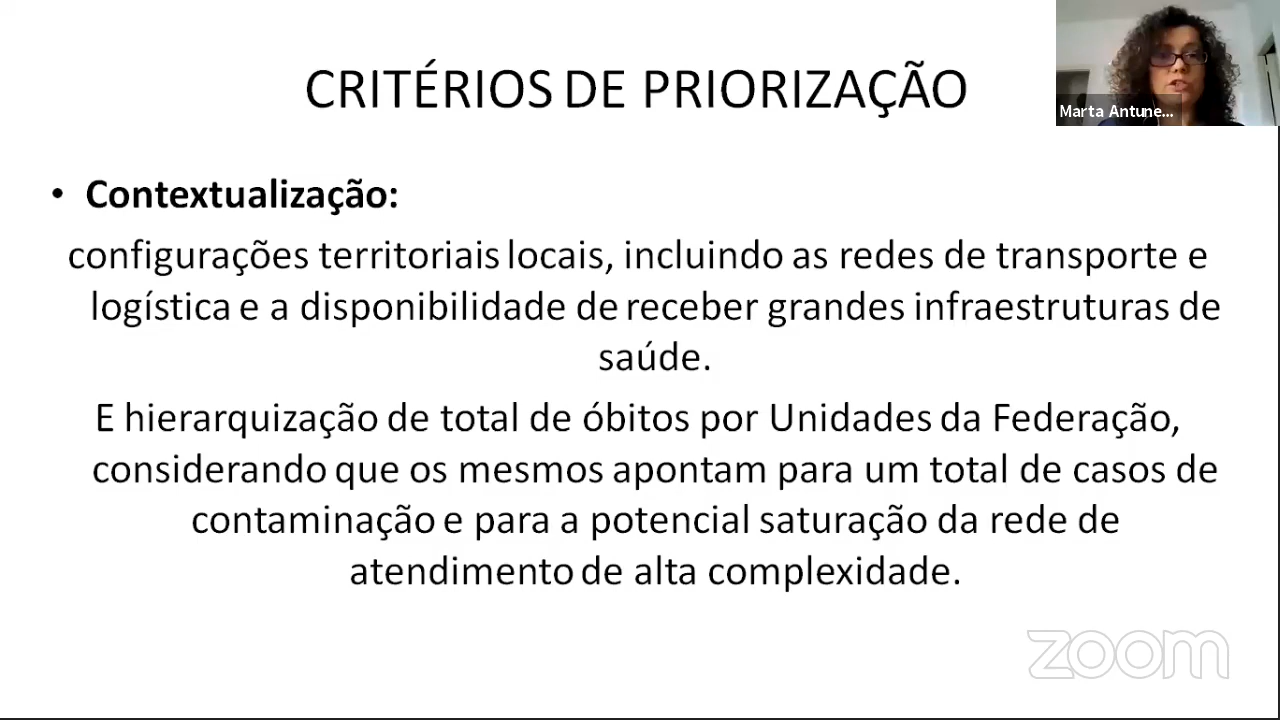 CRITÉRIOS DE PRIORIZAÇÃO
Marta Antune...
• Contextualização:
configurações territoriais locais, incluindo as redes de transporte e
logística e a disponibilidade de receber grandes infraestruturas de
saúde.
E hierarquização de total de óbitos por Unidades da Federação,
considerando que os mesmos apontam para um total de casos de
contaminação e para a potencial saturação da rede de
atendimento de alta complexidade.
zoom